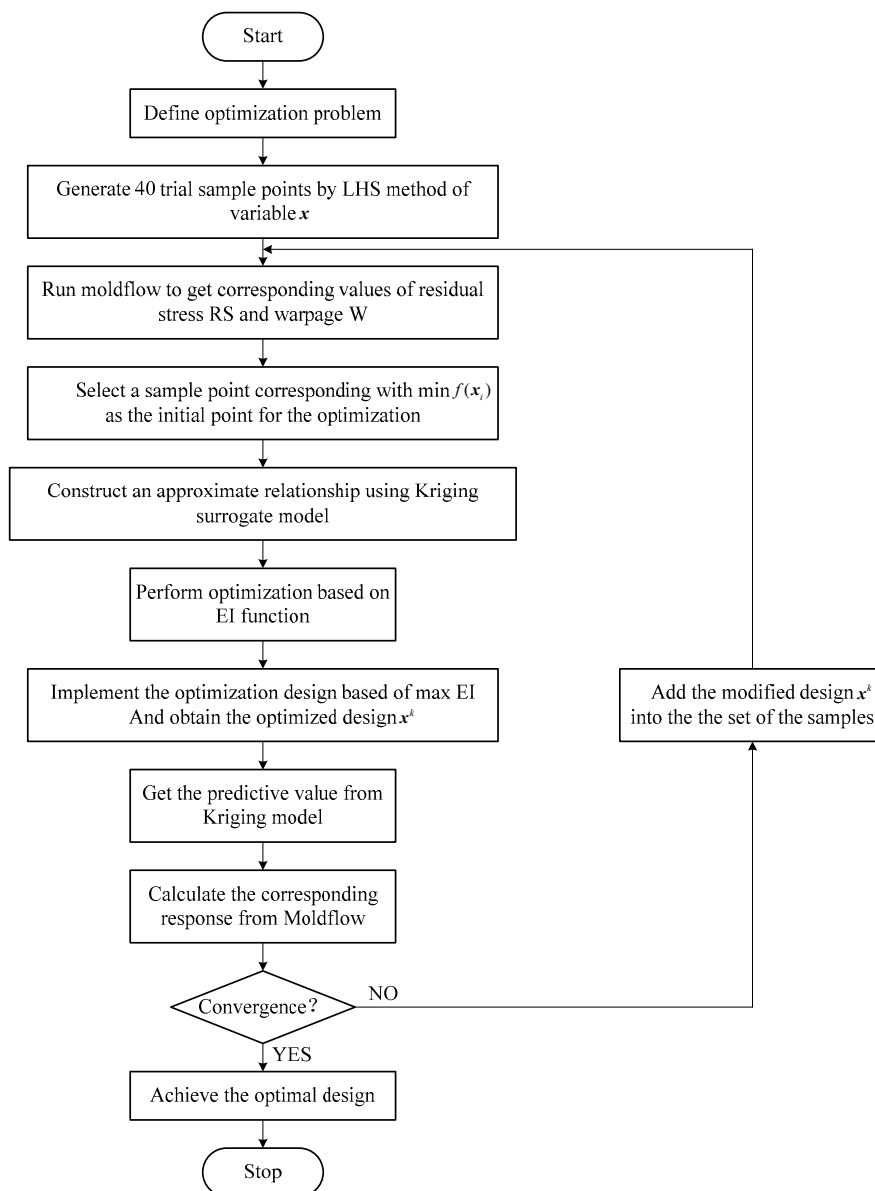 Start
Define optimization problem
Generate 40 trial sample points by LHS method of
variable x
Run moldflow to get corresponding values of residual
stress RS and warpage W
Select a sample point corresponding with min f(xᵢ)
as the initial point for the optimization
Construct an approximate relationship using Kriging
surrogate model
Perform optimization based on
EI function
Implement the optimization design based of max EI
And obtain the optimized design xᵏ
Add the modified design xᵏ
into the the set of the samples
Get the predictive value from
Kriging model
Calculate the corresponding
response from Moldflow
Convergence?
NO
YES
Achieve the optimal design
Stop